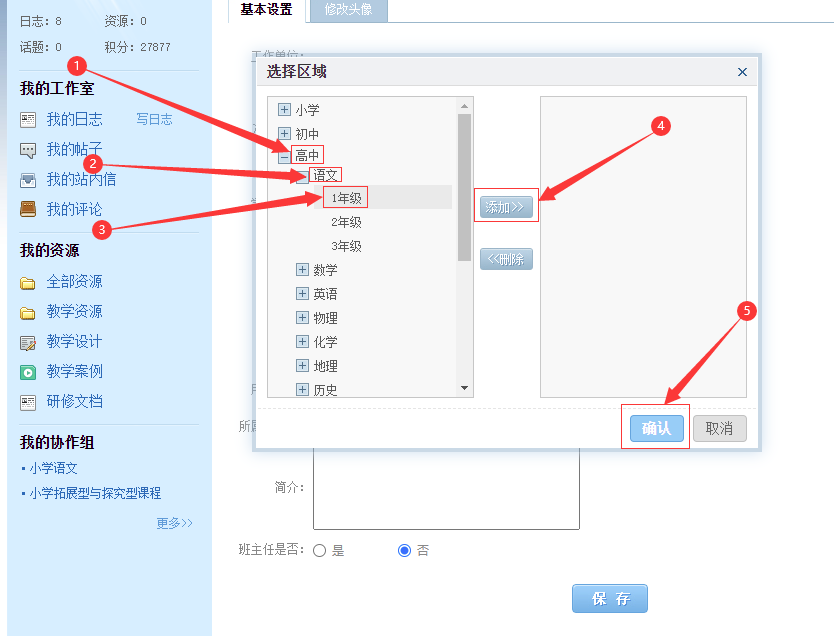 日志：8 资源：0
话题：0 积分：27877
1
我的工作室
我的日志 写日志
我的帖子
2
我的站内信
我的评论
3
我的资源
全部资源
教学资源
教学设计
教学案例
研修文档
我的协作组
小学语文
小学拓展型与探究型课程
更多>>
基本设置 修改头像
工作单位：
选择区域 ×
小学
初中
高中
语文
1年级
2年级
3年级
数学
英语
物理
化学
地理
历史
4
添加>>
<<删除
5
确认 取消
所属
简介：
班主任是否： 是 否
保 存